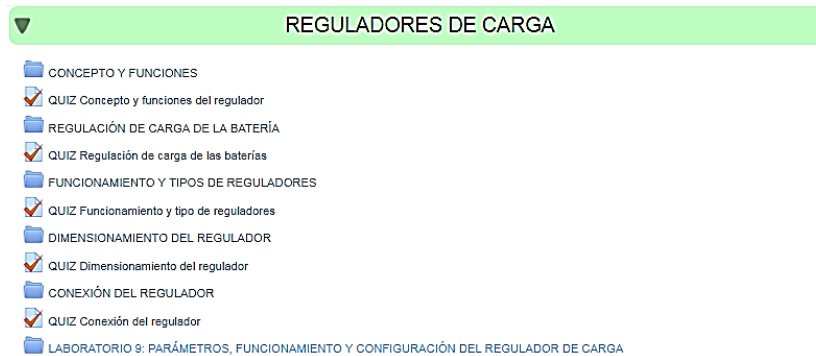 REGULADORES DE CARGA
CONCEPTO Y FUNCIONES
QUIZ Concepto y funciones del regulador
REGULACIÓN DE CARGA DE LA BATERÍA
QUIZ Regulación de carga de las baterías
FUNCIONAMIENTO Y TIPOS DE REGULADORES
QUIZ Funcionamiento y tipo de reguladores
DIMENSIONAMIENTO DEL REGULADOR
QUIZ Dimensionamiento del regulador
CONEXIÓN DEL REGULADOR
QUIZ Conexión del regulador
LABORATORIO 9: PARÁMETROS, FUNCIONAMIENTO Y CONFIGURACIÓN DEL REGULADOR DE CARGA